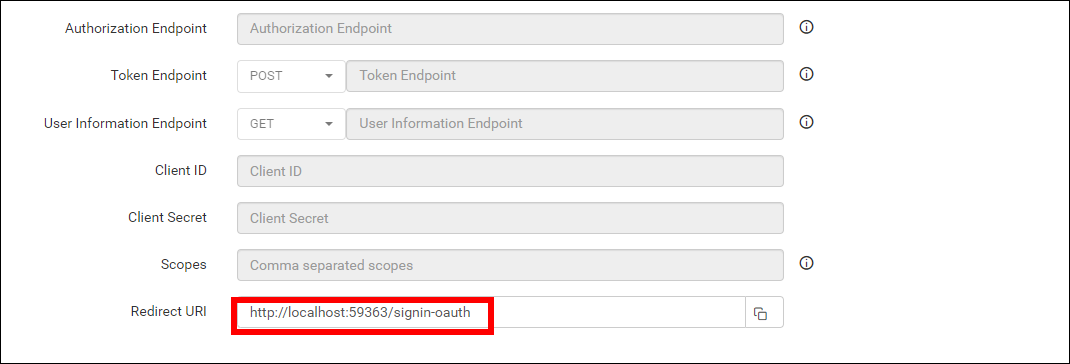 Authorization Endpoint Authorization Endpoint
Token Endpoint POST Token Endpoint
User Information Endpoint GET User Information Endpoint
Client ID Client ID
Client Secret Client Secret
Scopes Comma separated scopes
Redirect URI http://localhost:59363/signin-oauth